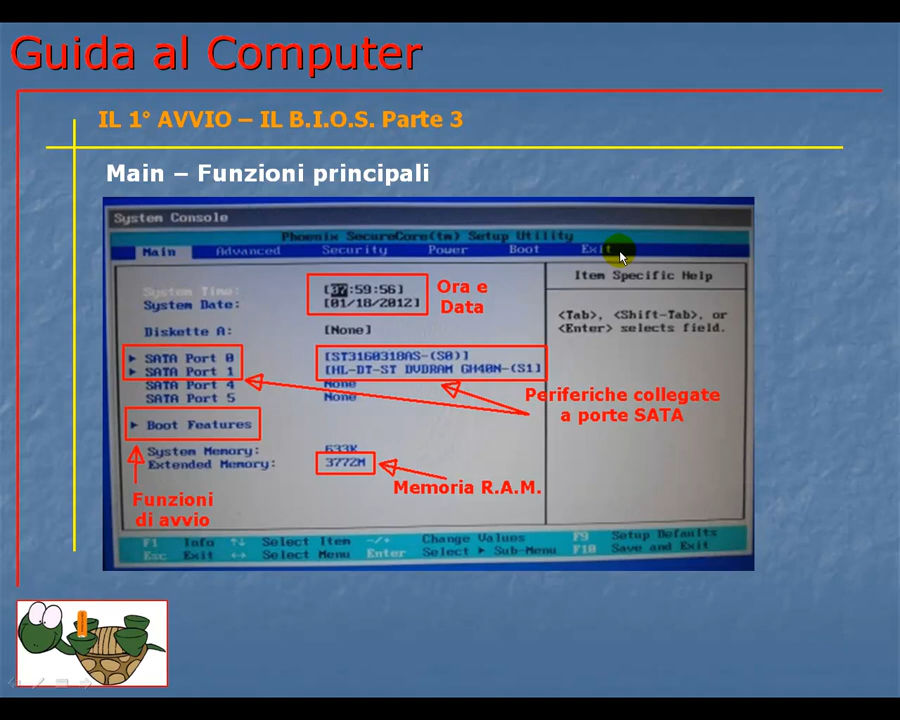 Guida al Computer
IL 1° AVVIO – IL B.I.O.S. Parte 3
Main – Funzioni principali
System Console
Phoenix SecureCore(tm) Setup Utility
Main Advanced Security Power Boot Exit
Item Specific Help
System Time: [07:59:56]
System Date: [01/18/2012]
Ora e
Data
<Tab>, <Shift-Tab>, or
<Enter> selects field.
Diskette A: [None]
SATA Port 0 [ST3160318AS-(S0)]
SATA Port 1 [HL-DT-ST DVDRAM GH40N-(S1]
SATA Port 4 None
SATA Port 5 None
Periferiche collegate
a porte SATA
Boot Features
System Memory: 633K
Extended Memory: 3772M
Memoria R.A.M.
Funzioni
di avvio
F1 Info ↑↓ Select Item -/+ Change Values F9 Setup Defaults
Esc Exit ↔ Select Menu Enter Select ▶ Sub-Menu F10 Save and Exit